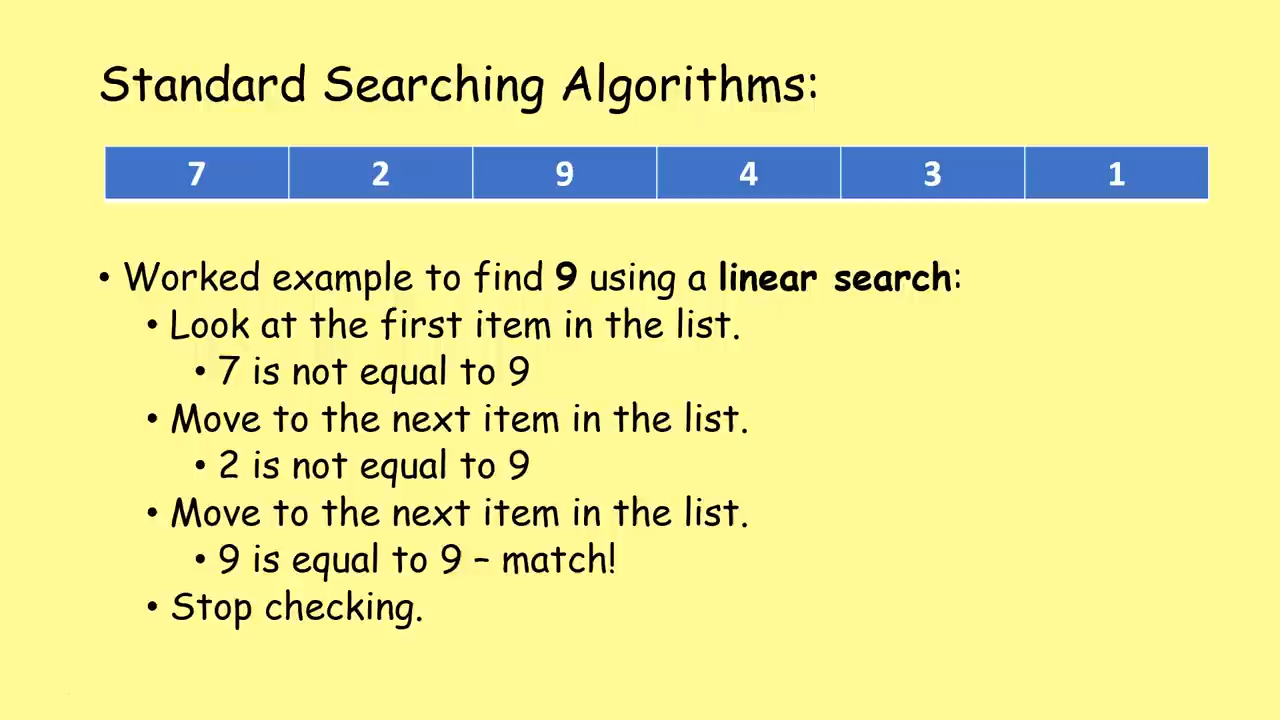 Standard Searching Algorithms:
7 2 9 4 3 1
• Worked example to find 9 using a linear search:
• Look at the first item in the list.
• 7 is not equal to 9
• Move to the next item in the list.
• 2 is not equal to 9
• Move to the next item in the list.
• 9 is equal to 9 – match!
• Stop checking.